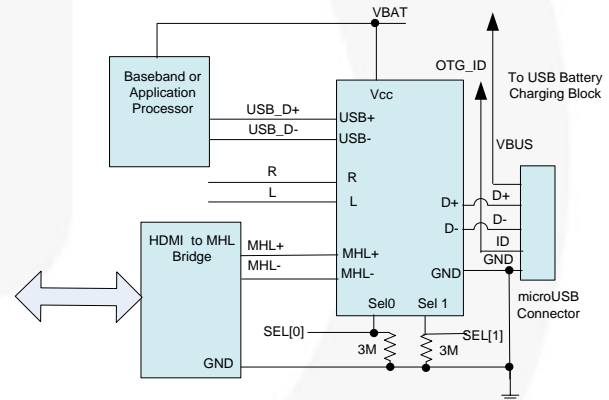 VBAT
OTG_ID
To USB Battery
Charging Block
Baseband or
Application
Processor
Vcc
USB_D+
USB+
USB_D-
USB-
VBUS
R
R
L
L
D+
D+
D-
D-
HDMI to MHL
Bridge
MHL+
MHL+
MHL-
MHL-
ID
GND
GND
microUSB
Connector
Sel0
Sel 1
SEL[0]
SEL[1]
3M
3M
GND